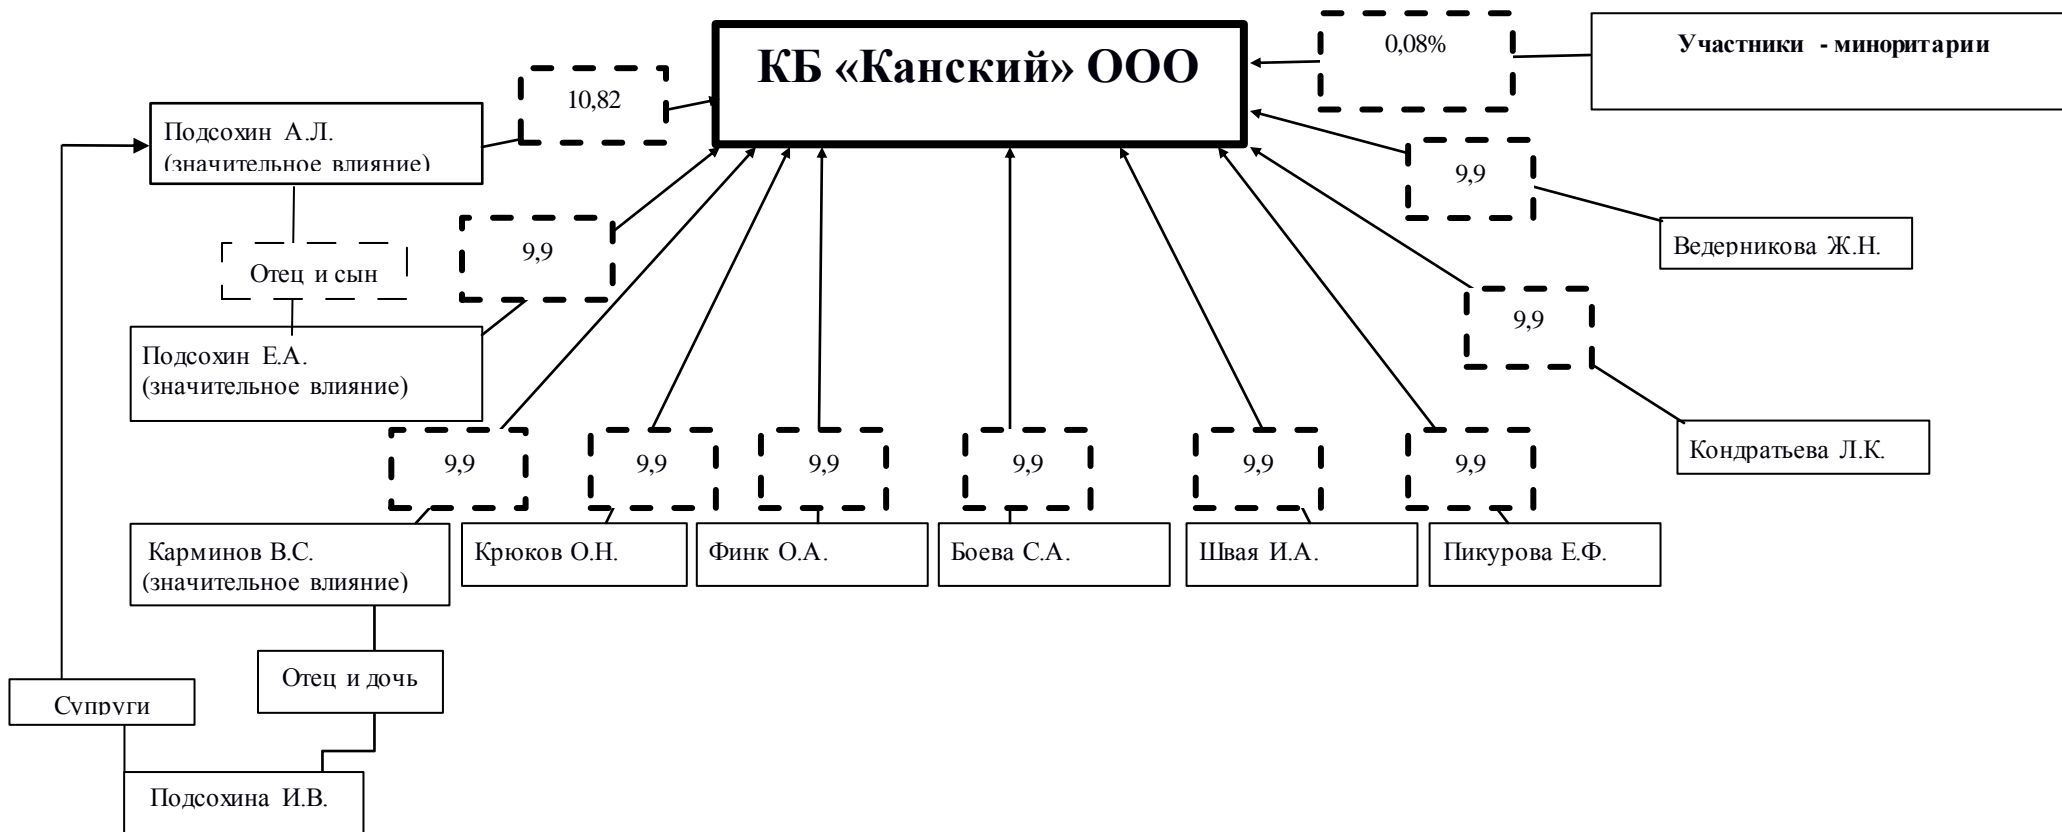 КБ «Канский» ООО
0,08%
Участники - миноритарии
10,82
Подсохин А.Л.
(значительное влияние)
9,9
Ведерникова Ж.Н.
9,9
Отец и сын
9,9
Подсохин Е.А.
(значительное влияние)
Кондратьева Л.К.
9,9
9,9
9,9
9,9
9,9
9,9
Карминов В.С.
(значительное влияние)
Крюков О.Н.
Финк О.А.
Боева С.А.
Швая И.А.
Пикурова Е.Ф.
Отец и дочь
Супруги
Подсохина И.В.